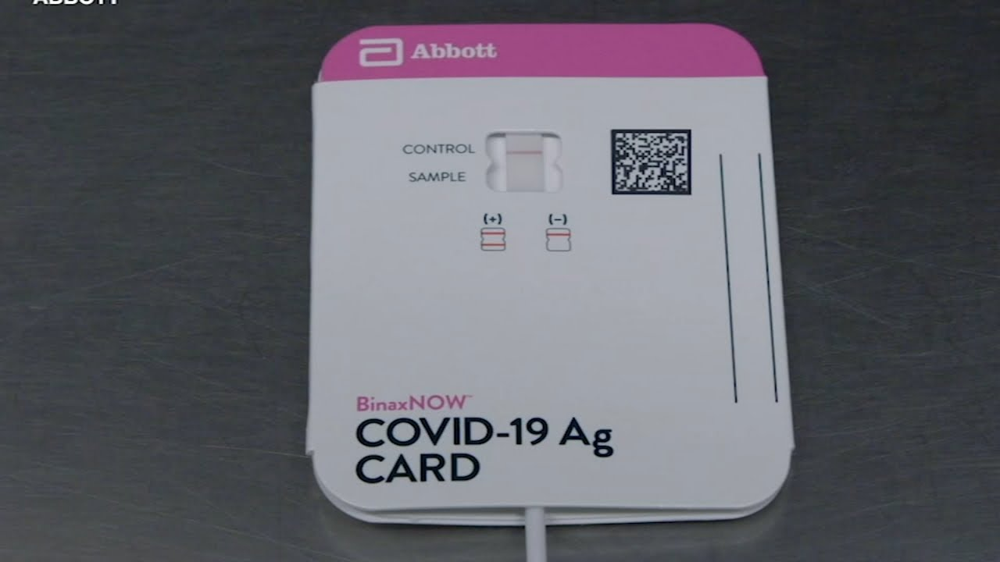 ABBOTT
Abbott
CONTROL
SAMPLE
(+) (-)
BinaxNOW™
COVID-19 Ag
CARD